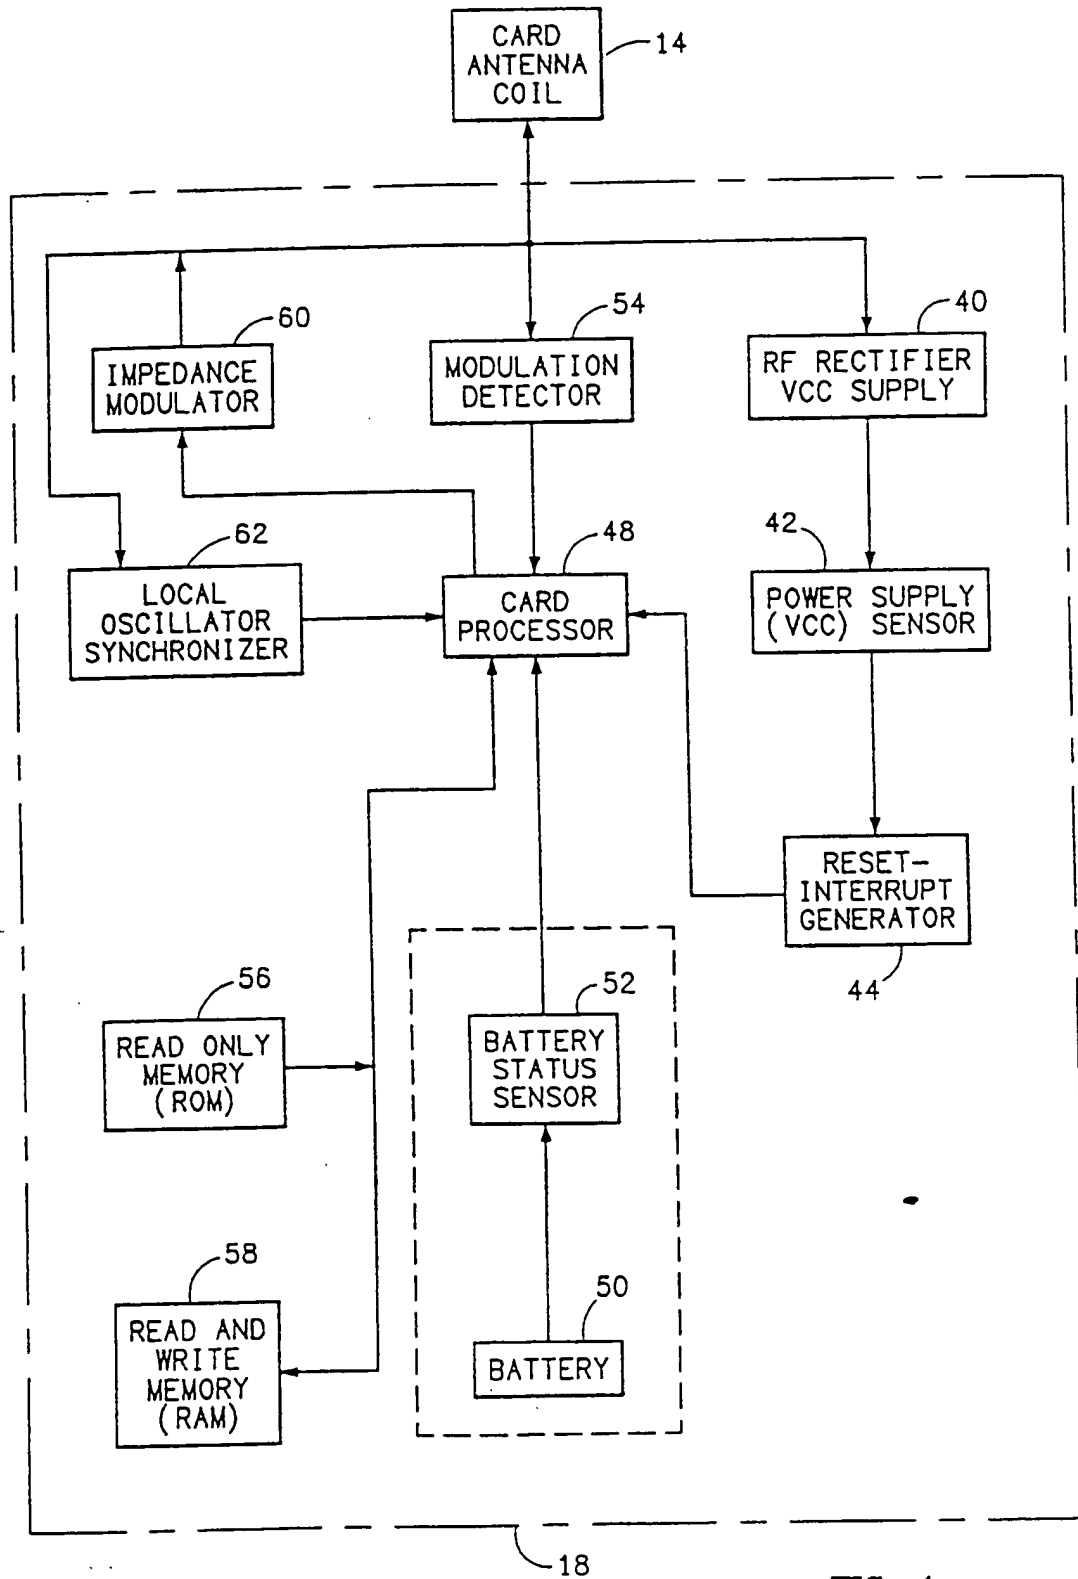 CARD
ANTENNA
COIL
14
60
IMPEDANCE
MODULATOR
54
MODULATION
DETECTOR
40
RF RECTIFIER
VCC SUPPLY
62
LOCAL
OSCILLATOR
SYNCHRONIZER
48
CARD
PROCESSOR
42
POWER SUPPLY
(VCC) SENSOR
RESET-
INTERRUPT
GENERATOR
44
56
READ ONLY
MEMORY
(ROM)
52
BATTERY
STATUS
SENSOR
58
READ AND
WRITE
MEMORY
(RAM)
50
BATTERY
18